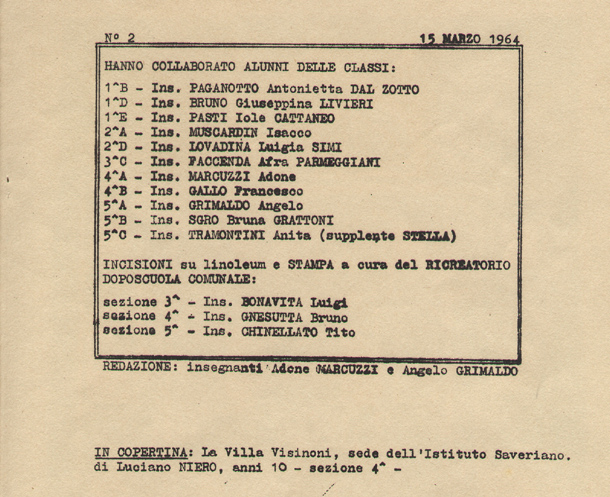 N° 2 15 MARZO 1964
HANNO COLLABORATO ALUNNI DELLE CLASSI:
1^B - Ins. PAGANOTTO Antonietta DAL ZOTTO
1^D - Ins. BRUNO Giuseppina LIVIERI
1^E - Ins. PASTI Iole CATTANEO
2^A - Ins. MUSCARDIN Isacco
2^D - Ins. LOVADINA Luigia SIMI
3^C - Ins. FACCENDA Afra PARMEGGIANI
4^A - Ins. MARCUZZI Adone
4^B - Ins. GALLO Francesco
5^A - Ins. GRIMALDO Angelo
5^B - Ins. SGRO Bruna GRATTONI
5^C - Ins. TRAMONTINI Anita (supplente STELLA)
INCISIONI su linoleum e STAMPA a cura del RICREATORIO
DOPOSCUOLA COMUNALE:
sezione 3^ - Ins. BONAVITA Luigi
sezione 4^ - Ins. GNESUTTA Bruno
sezione 5^ - Ins. CHINELLATO Tito
REDAZIONE: insegnanti Adone MARCUZZI e Angelo GRIMALDO
IN COPERTINA: La Villa Visinoni, sede dell'Istituto Saveriano.
di Luciano NIERO, anni 10 - sezione 4^ -